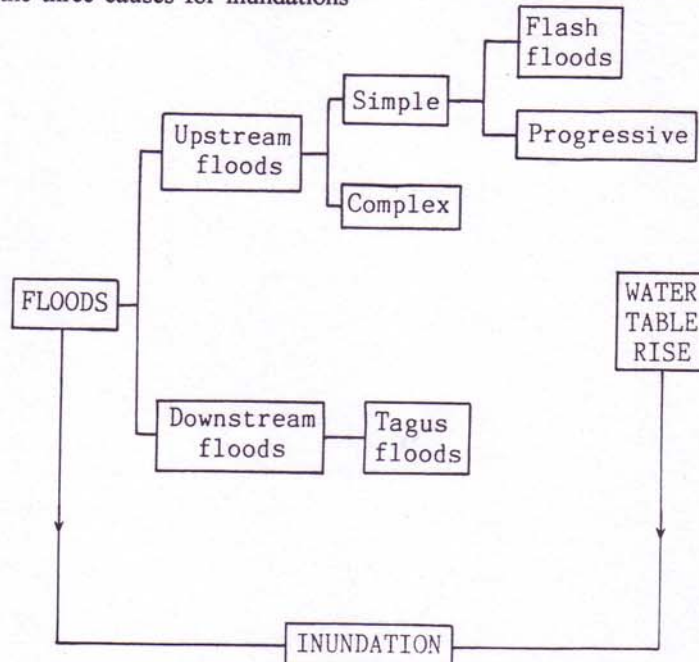 three causes for inundations
Flash
floods
Simple
Progressive
Upstream
floods
Complex
FLOODS
WATER
TABLE
RISE
Downstream
floods
Tagus
floods
INUNDATION